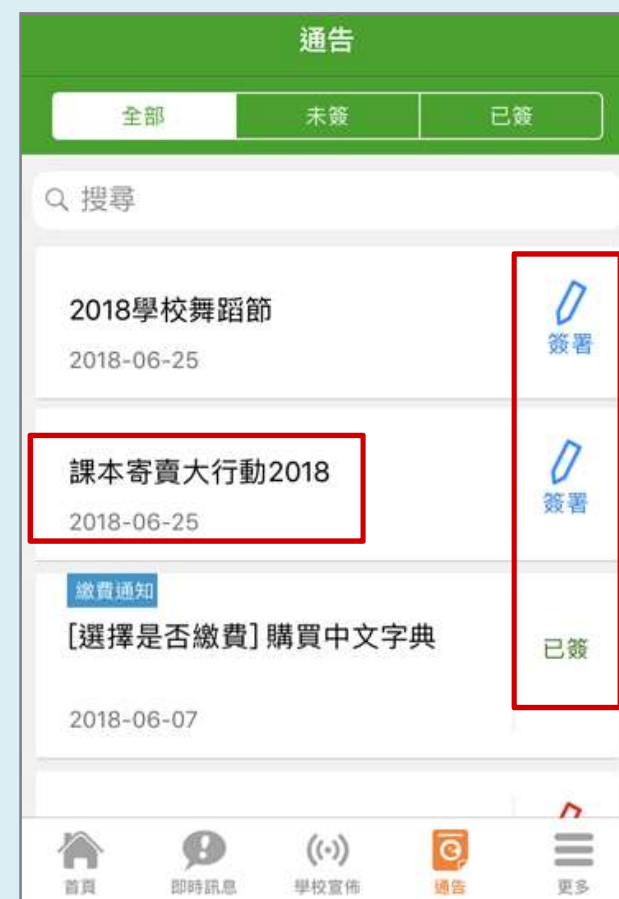 通告
全部 未簽 已簽
搜尋
2018學校舞蹈節
2018-06-25
簽署
課本寄賣大行動2018
2018-06-25
簽署
繳費通知
[選擇是否繳費] 購買中文字典
已簽
2018-06-07
首頁 即時訊息 學校宣佈 通告 更多